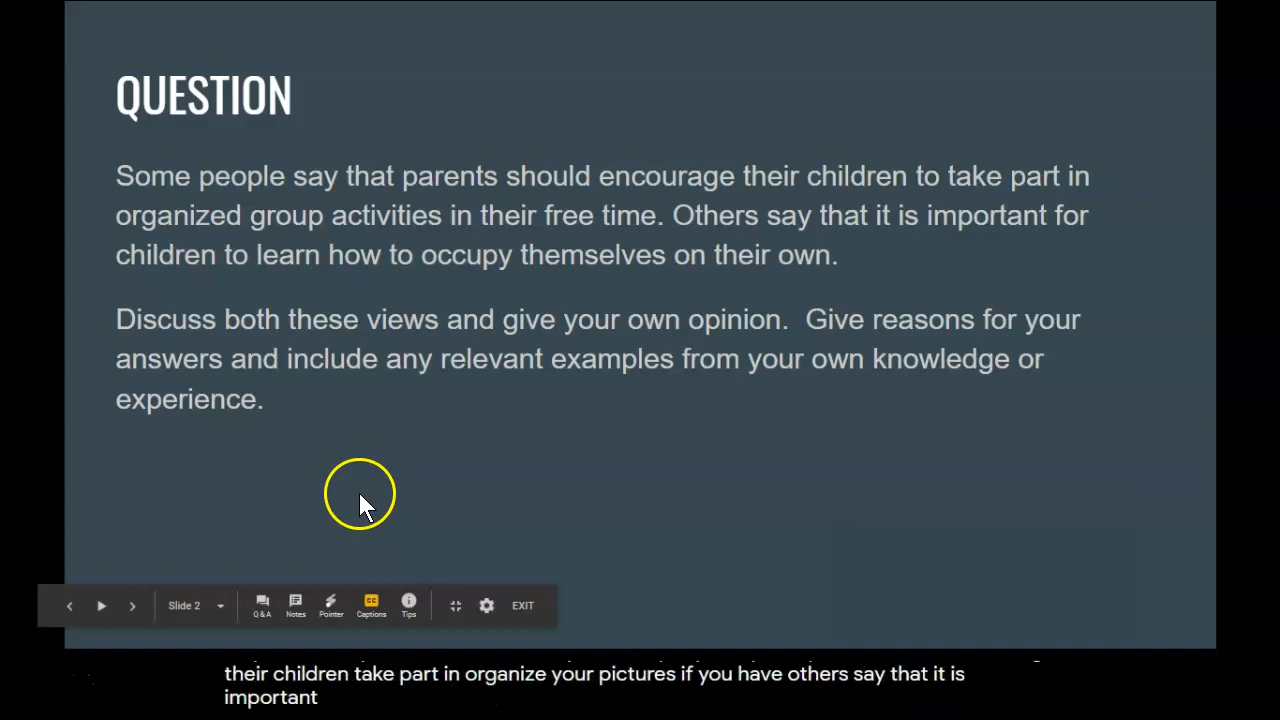 QUESTION
Some people say that parents should encourage their children to take part in
organized group activities in their free time. Others say that it is important for
children to learn how to occupy themselves on their own.
Discuss both these views and give your own opinion.  Give reasons for your
answers and include any relevant examples from your own knowledge or
experience.
Slide 2
Q&A
Notes
Pointer
Captions
Tips
EXIT
their children take part in organize your pictures if you have others say that it is
important